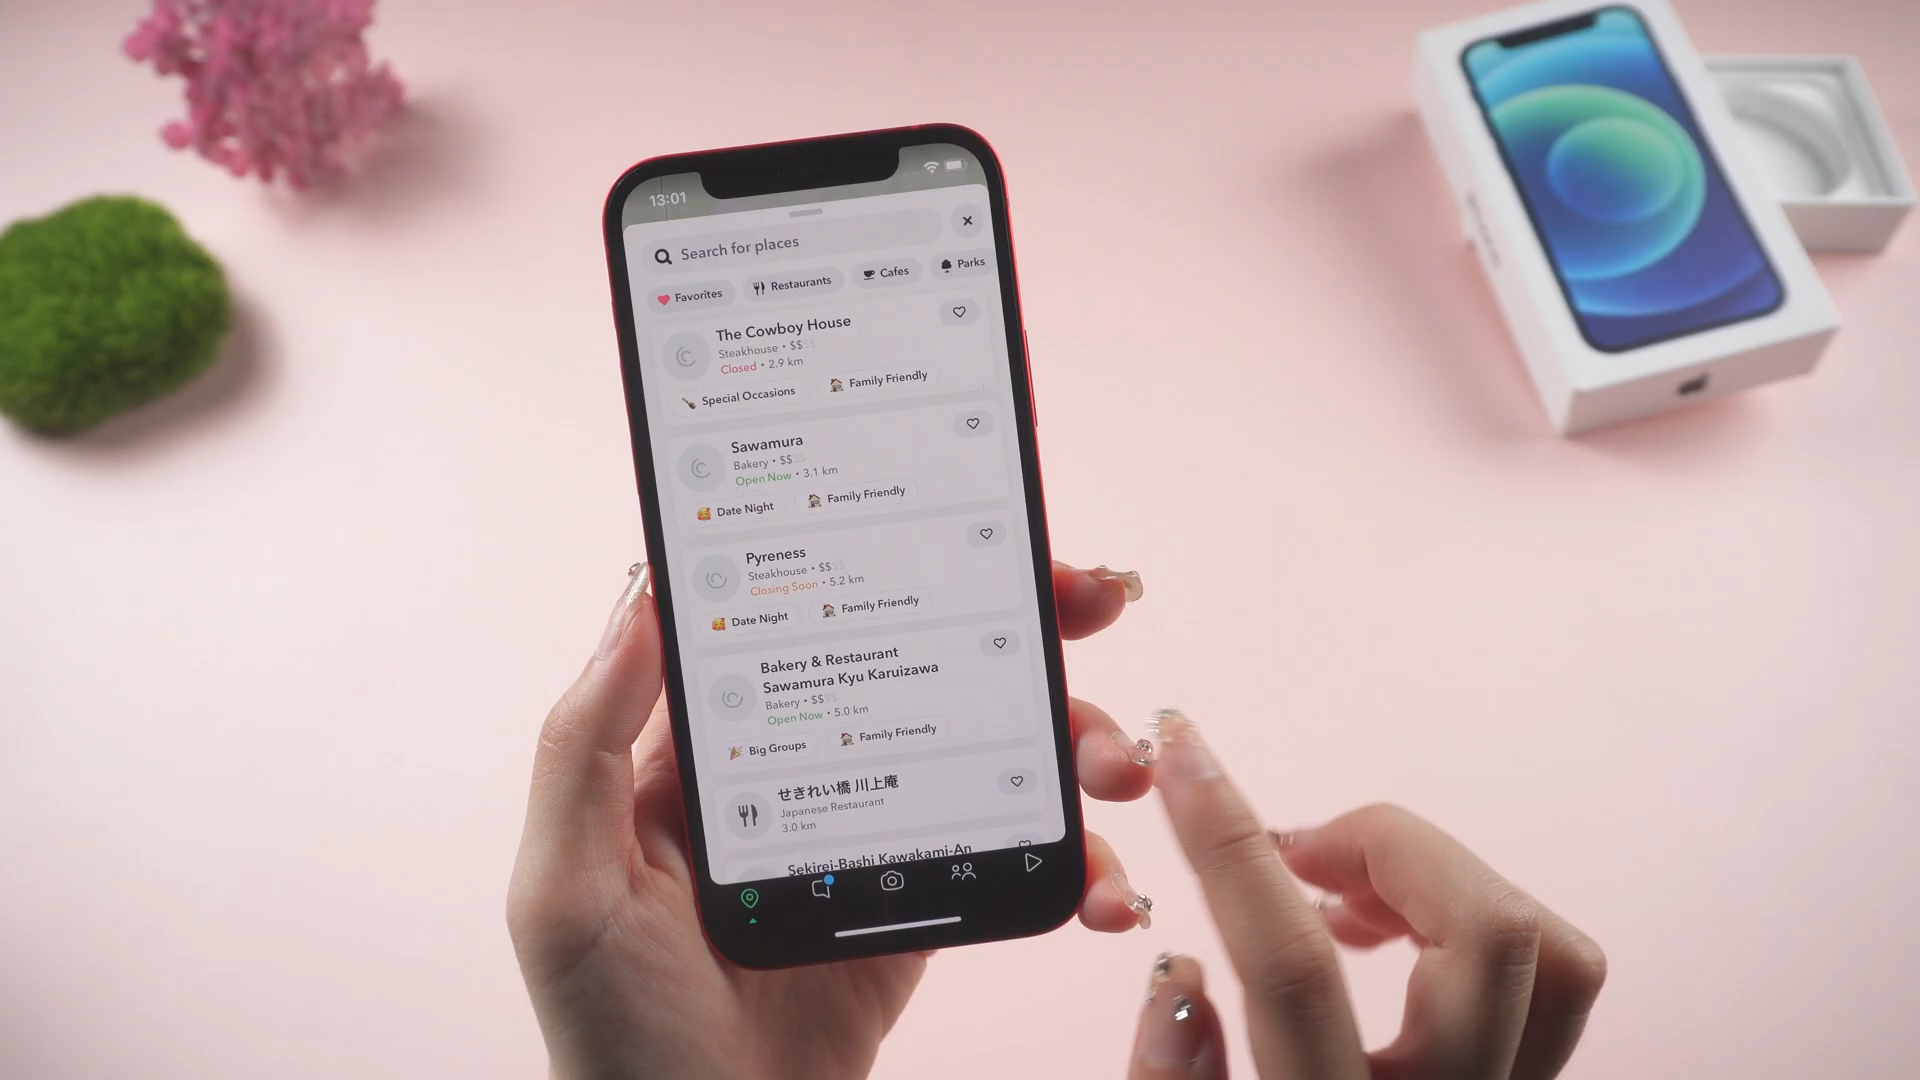 13:01
Search for places
Favorites
Restaurants
Cafes
Parks
The Cowboy House
Steakhouse • $$$$
Closed • 2.9 km
Special Occasions
Family Friendly
Sawamura
Bakery • $$$$
Open Now • 3.1 km
Date Night
Family Friendly
Pyreness
Steakhouse • $$$$
Closing Soon • 5.2 km
Date Night
Family Friendly
Bakery & Restaurant
Sawamura Kyu Karuizawa
Bakery • $$$$
Open Now • 5.0 km
Big Groups
Family Friendly
せきれい橋 川上庵
Japanese Restaurant
3.0 km
Sekirei-Bashi Kawakami-An